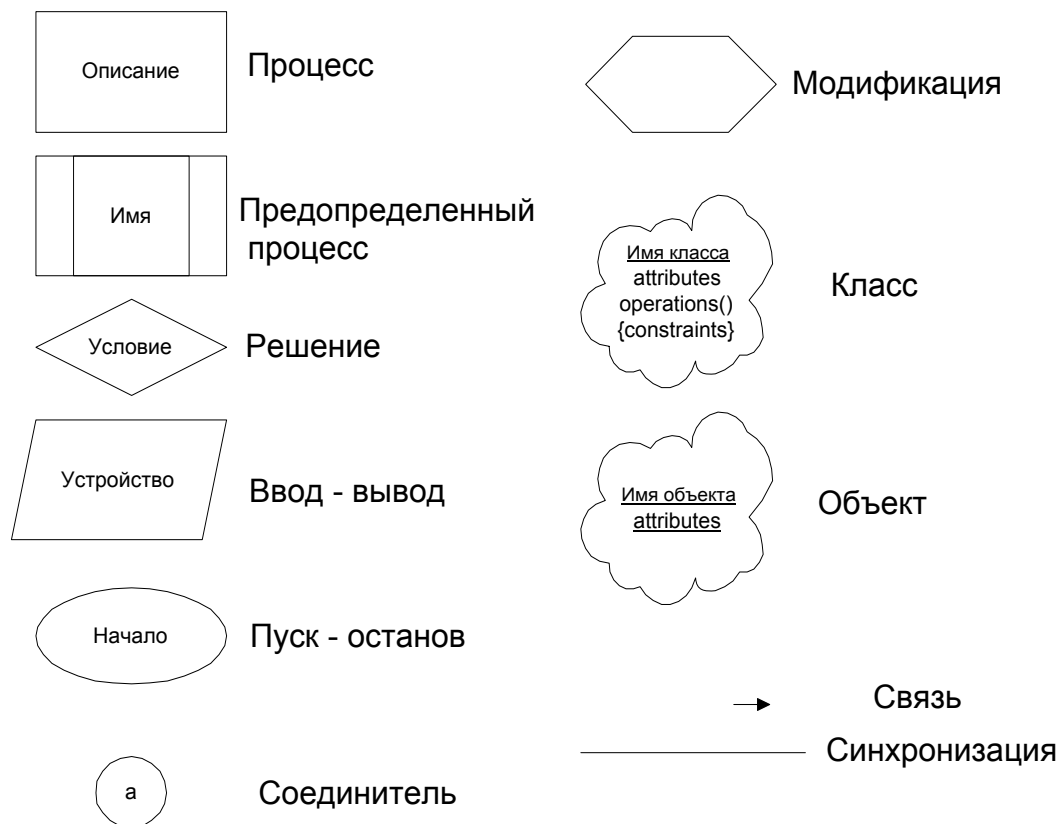 Описание
Процесс
Имя
Предопределенный
процесс
Условие
Решение
Устройство
Ввод - вывод
Начало
Пуск - останов
а
Соединитель
Модификация
Имя класса
attributes
operations()
{constraints}
Класс
Имя объекта
attributes
Объект
Связь
Синхронизация